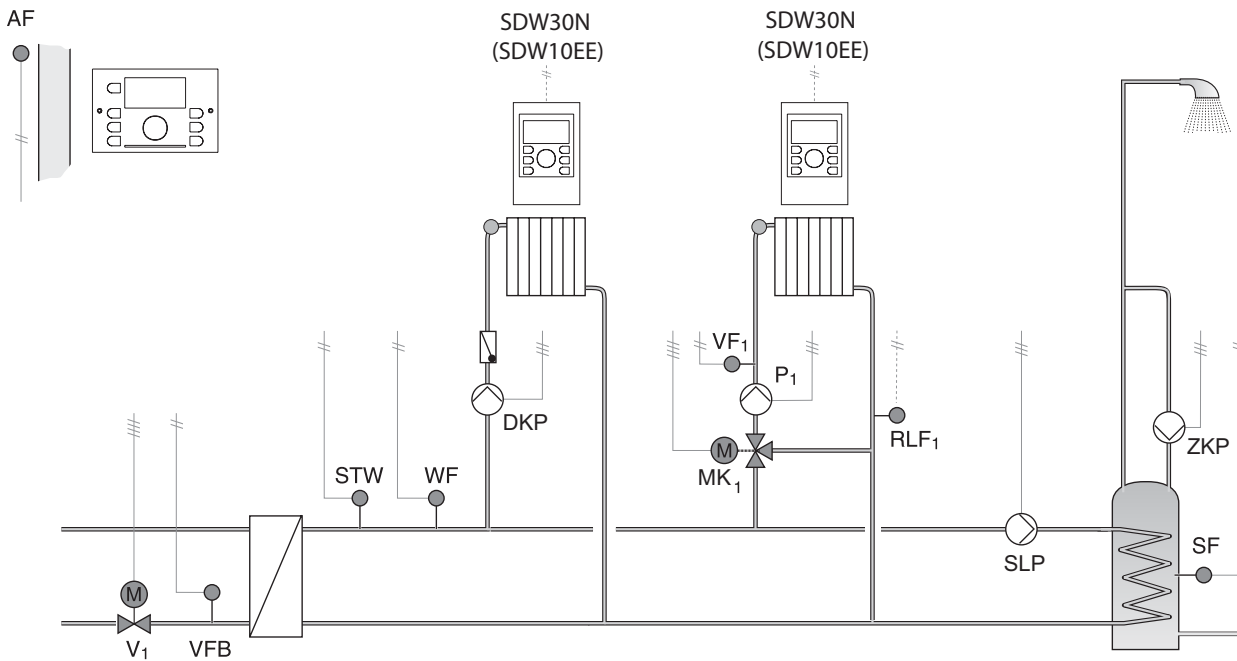 AF
SDW30N
(SDW10EE)
SDW30N
(SDW10EE)
VF1
P1
DKP
RLF1
ZKP
M
MK1
STW
WF
SLP
SF
M
V1
VFB